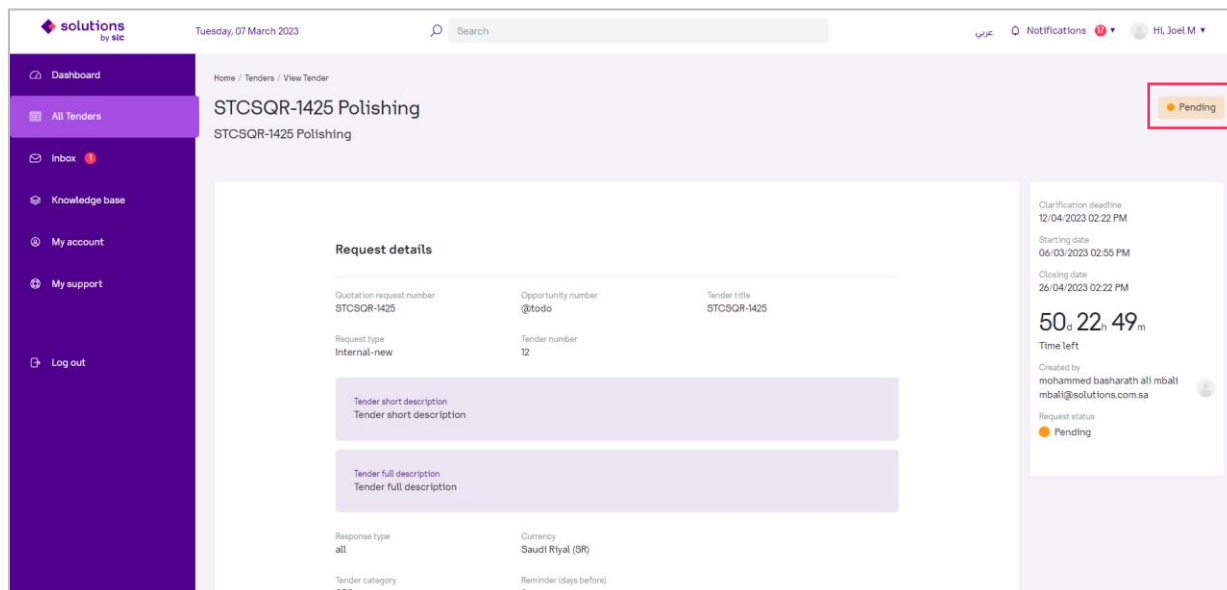 solutions
by stc
Tuesday, 07 March 2023
Search
عربي
Notifications 17
Hi, Joel M
Dashboard
All Tenders
Inbox 1
Knowledge base
My account
My support
Log out
Home / Tenders / View Tender
STCSQR-1425 Polishing
STCSQR-1425 Polishing
Pending
Request details
Quotation request number
STCSQR-1425
Opportunity number
@todo
Tender title
STCSQR-1425
Request type
Internal-new
Tender number
12
Tender short description
Tender short description
Tender full description
Tender full description
Response type
all
Currency
Saudi Riyal (SR)
Tender category
Reminder (days before)
Clarification deadline
12/04/2023 02:22 PM
Starting date
06/03/2023 02:55 PM
Closing date
26/04/2023 02:22 PM
50d 22h 49m
Time left
Created by
mohammed basharath ali mbali
mbali@solutions.com.sa
Request status
Pending